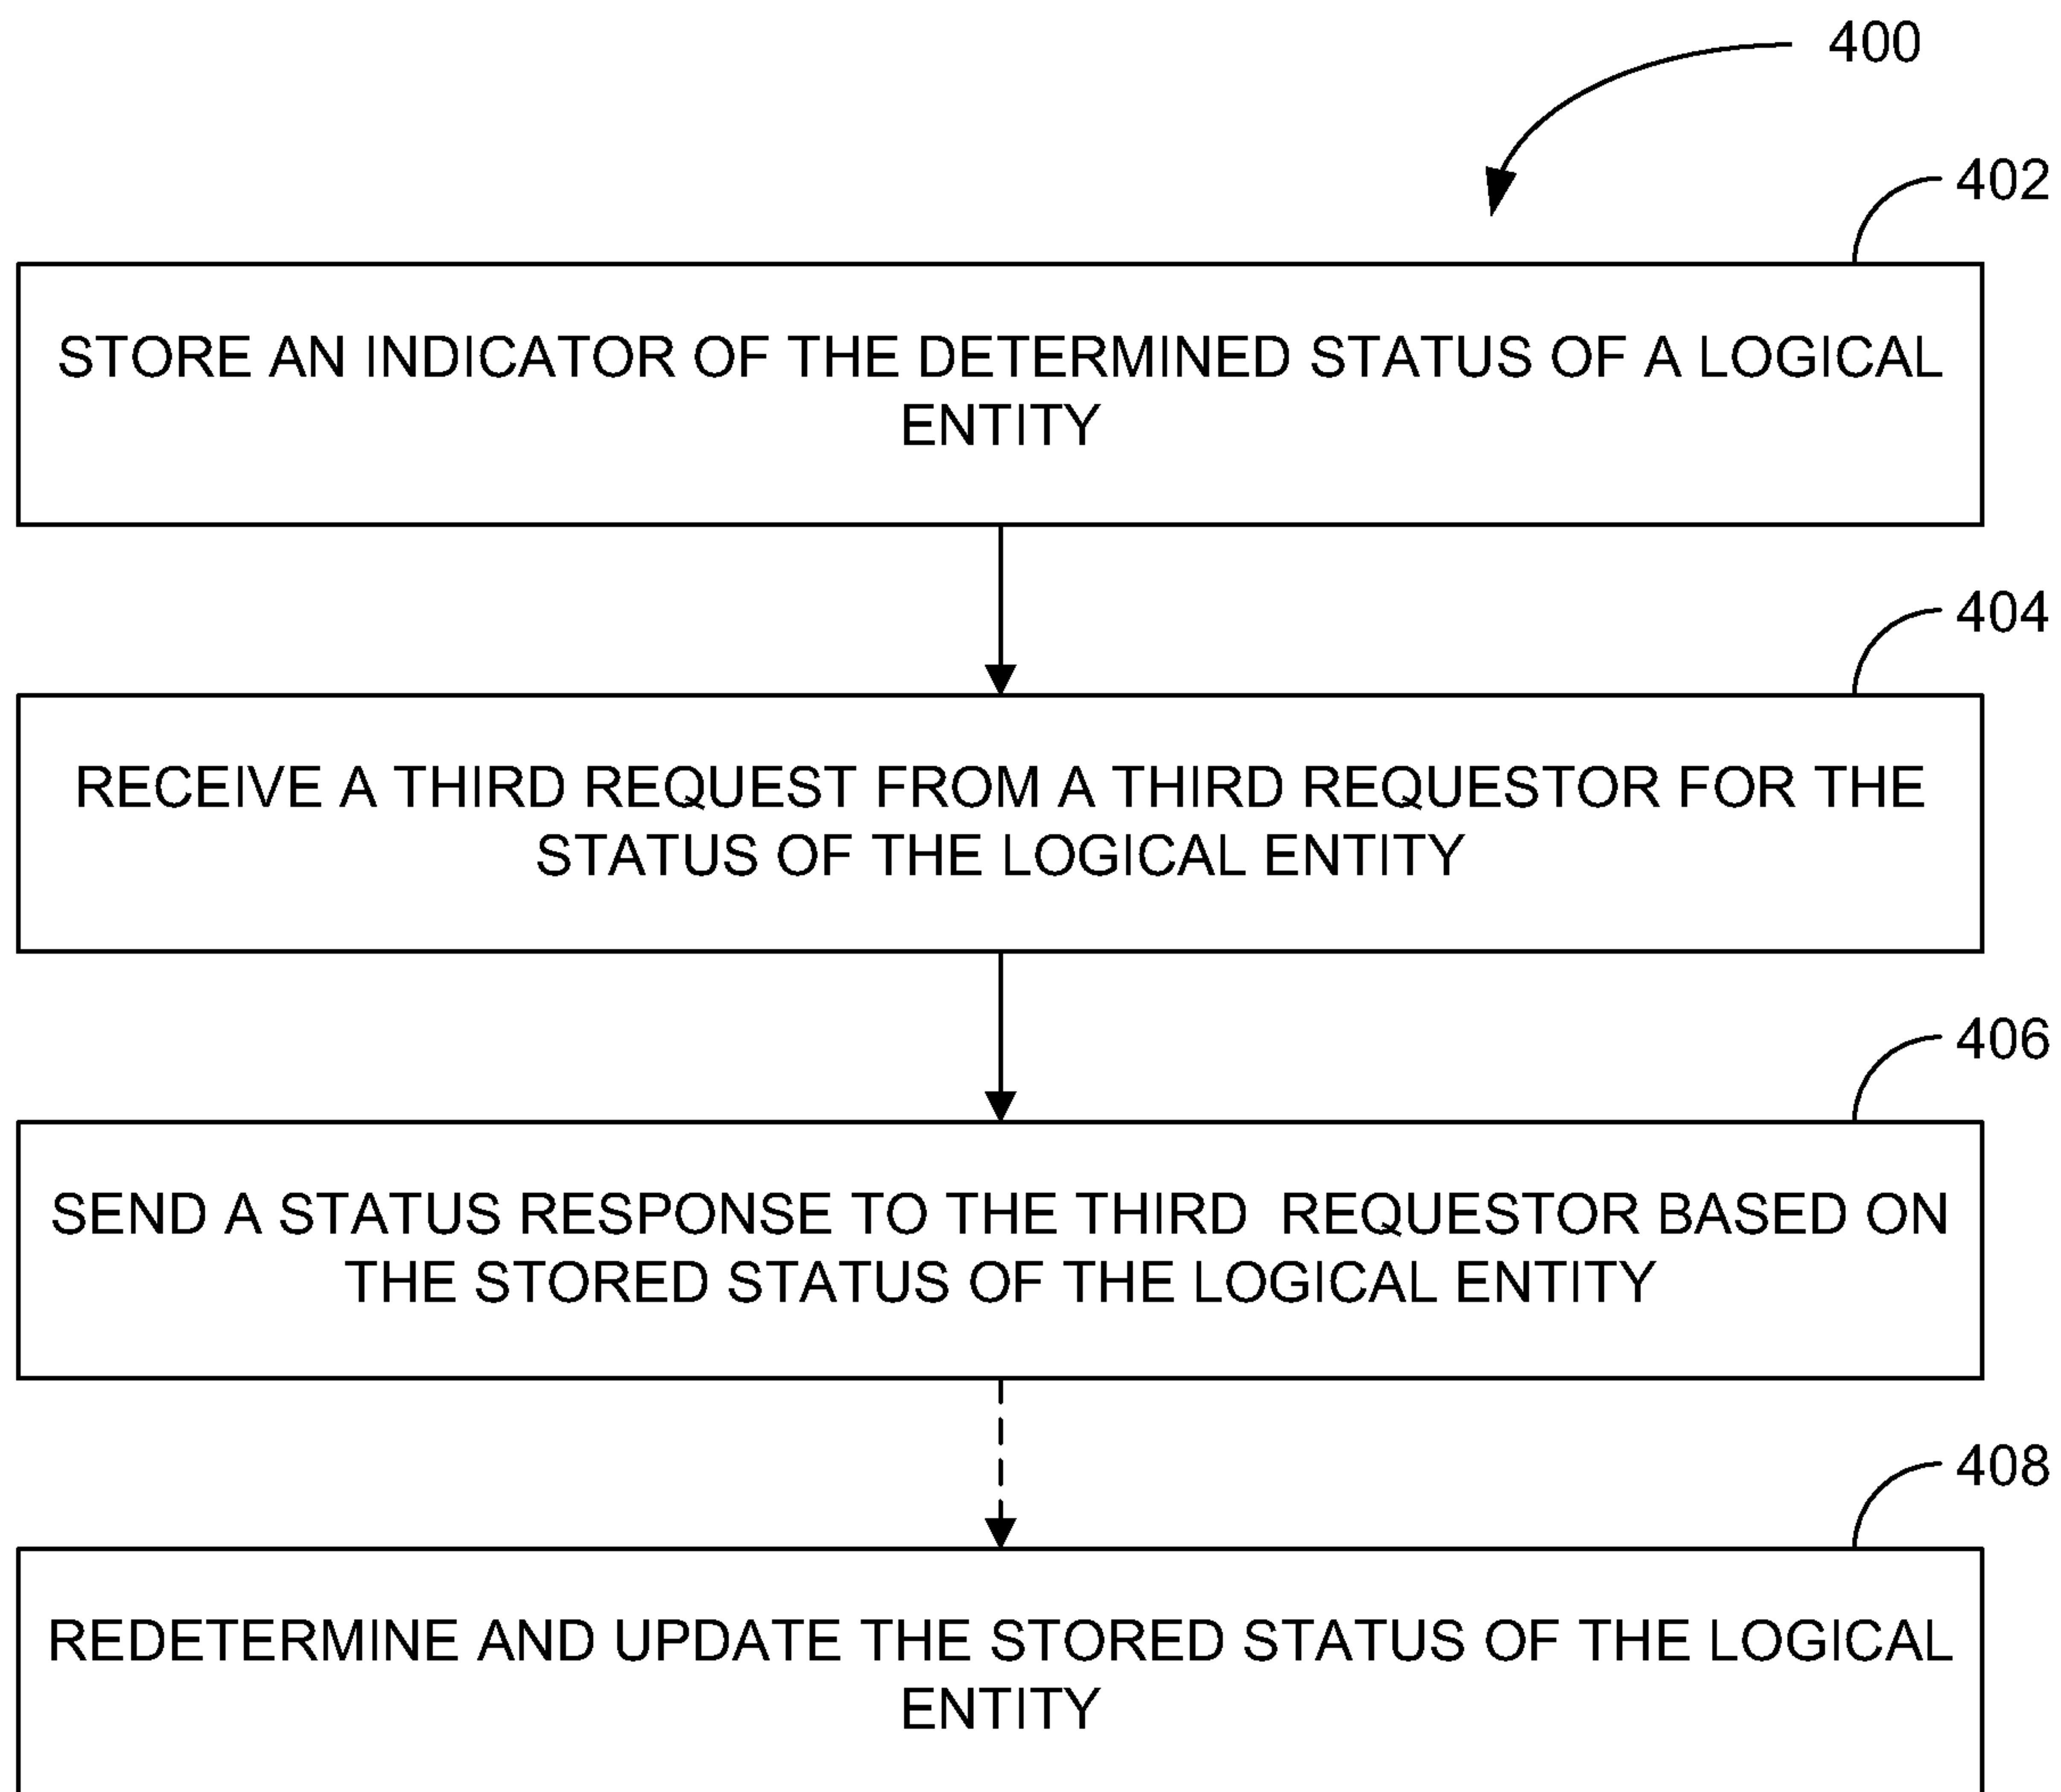 400
402
STORE AN INDICATOR OF THE DETERMINED STATUS OF A LOGICAL
ENTITY
404
RECEIVE A THIRD REQUEST FROM A THIRD REQUESTOR FOR THE
STATUS OF THE LOGICAL ENTITY
406
SEND A STATUS RESPONSE TO THE THIRD REQUESTOR BASED ON
THE STORED STATUS OF THE LOGICAL ENTITY
408
REDETERMINE AND UPDATE THE STORED STATUS OF THE LOGICAL
ENTITY